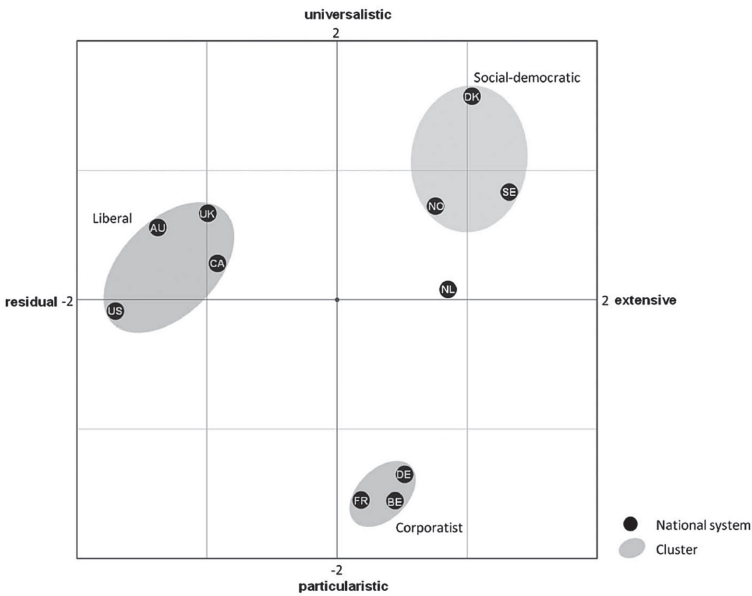 universalistic
2
Social-democratic
DK
SE
NO
Liberal
UK
AU
CA
NL
residual -2
2 extensive
US
DE
FR
BE
Corporatist
National system
Cluster
-2
particularistic